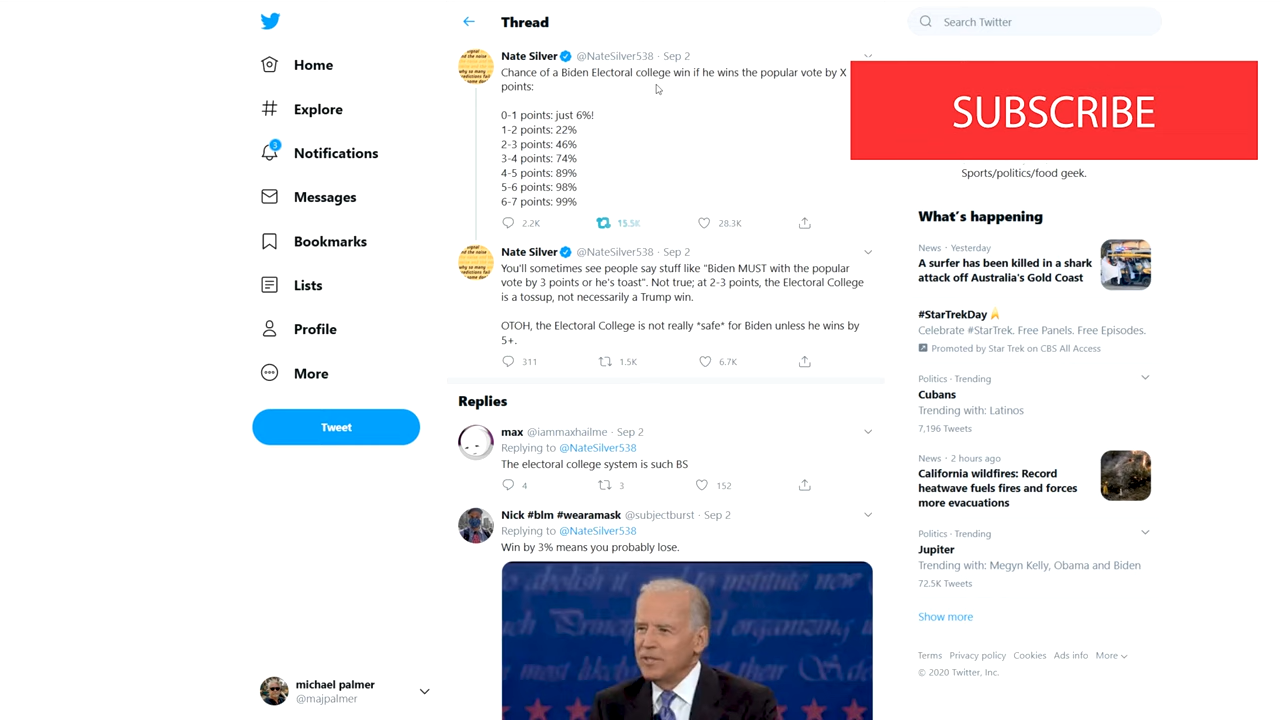 Home
Explore
3
Notifications
Messages
Bookmarks
Lists
Profile
More
Tweet
michael palmer
@majpalmer
Thread
Nate Silver @NateSilver538 · Sep 2
Chance of a Biden Electoral college win if he wins the popular vote by X
points:
0-1 points: just 6%!
1-2 points: 22%
2-3 points: 46%
3-4 points: 74%
4-5 points: 89%
5-6 points: 98%
6-7 points: 99%
2.2K 15.5K 28.3K
Nate Silver @NateSilver538 · Sep 2
You'll sometimes see people say stuff like "Biden MUST with the popular
vote by 3 points or he's toast". Not true; at 2-3 points, the Electoral College
is a tossup, not necessarily a Trump win.
OTOH, the Electoral College is not really *safe* for Biden unless he wins by
5+.
311 1.5K 6.7K
Replies
max @iammaxhailme · Sep 2
Replying to @NateSilver538
The electoral college system is such BS
4 3 152
Nick #blm #wearamask @subjectburst · Sep 2
Replying to @NateSilver538
Win by 3% means you probably lose.
Search Twitter
SUBSCRIBE
Sports/politics/food geek.
What's happening
News · Yesterday
A surfer has been killed in a shark
attack off Australia's Gold Coast
#StarTrekDay
Celebrate #StarTrek. Free Panels. Free Episodes.
Promoted by Star Trek on CBS All Access
Politics · Trending
Cubans
Trending with: Latinos
7,196 Tweets
News · 2 hours ago
California wildfires: Record
heatwave fuels fires and forces
more evacuations
Politics · Trending
Jupiter
Trending with: Megyn Kelly, Obama and Biden
72.5K Tweets
Show more
Terms Privacy policy Cookies Ads info More
© 2020 Twitter, Inc.